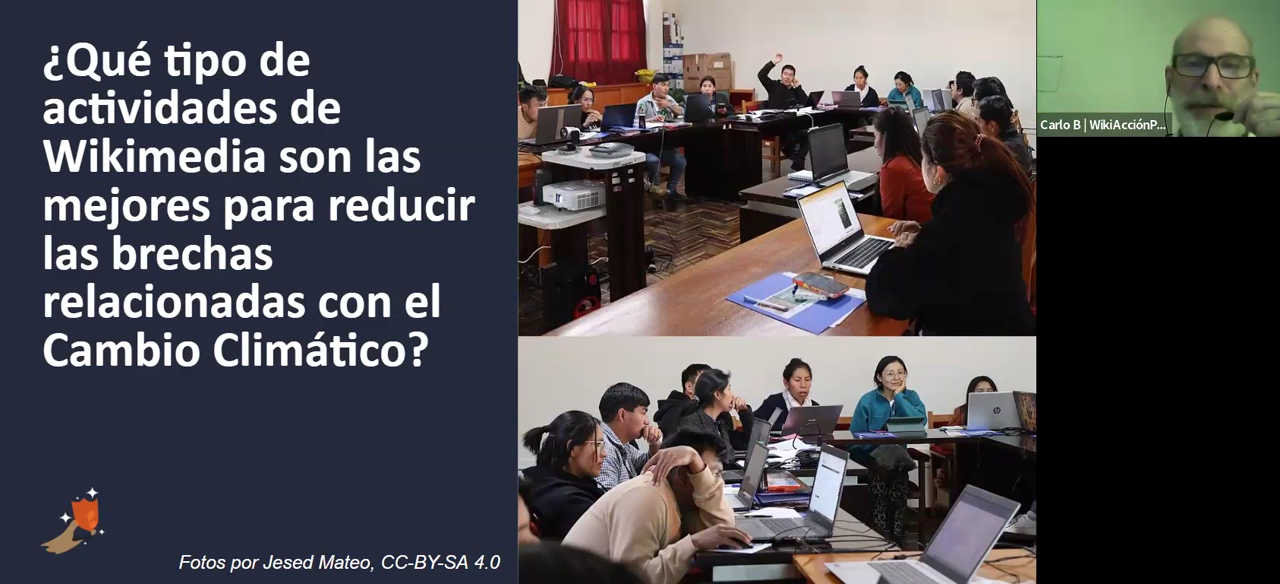 ¿Qué tipo de
actividades de
Wikimedia son las
mejores para reducir
las brechas
relacionadas con el
Cambio Climático?
Fotos por Jesed Mateo, CC-BY-SA 4.0
Carlo B | WikiAcciónP...